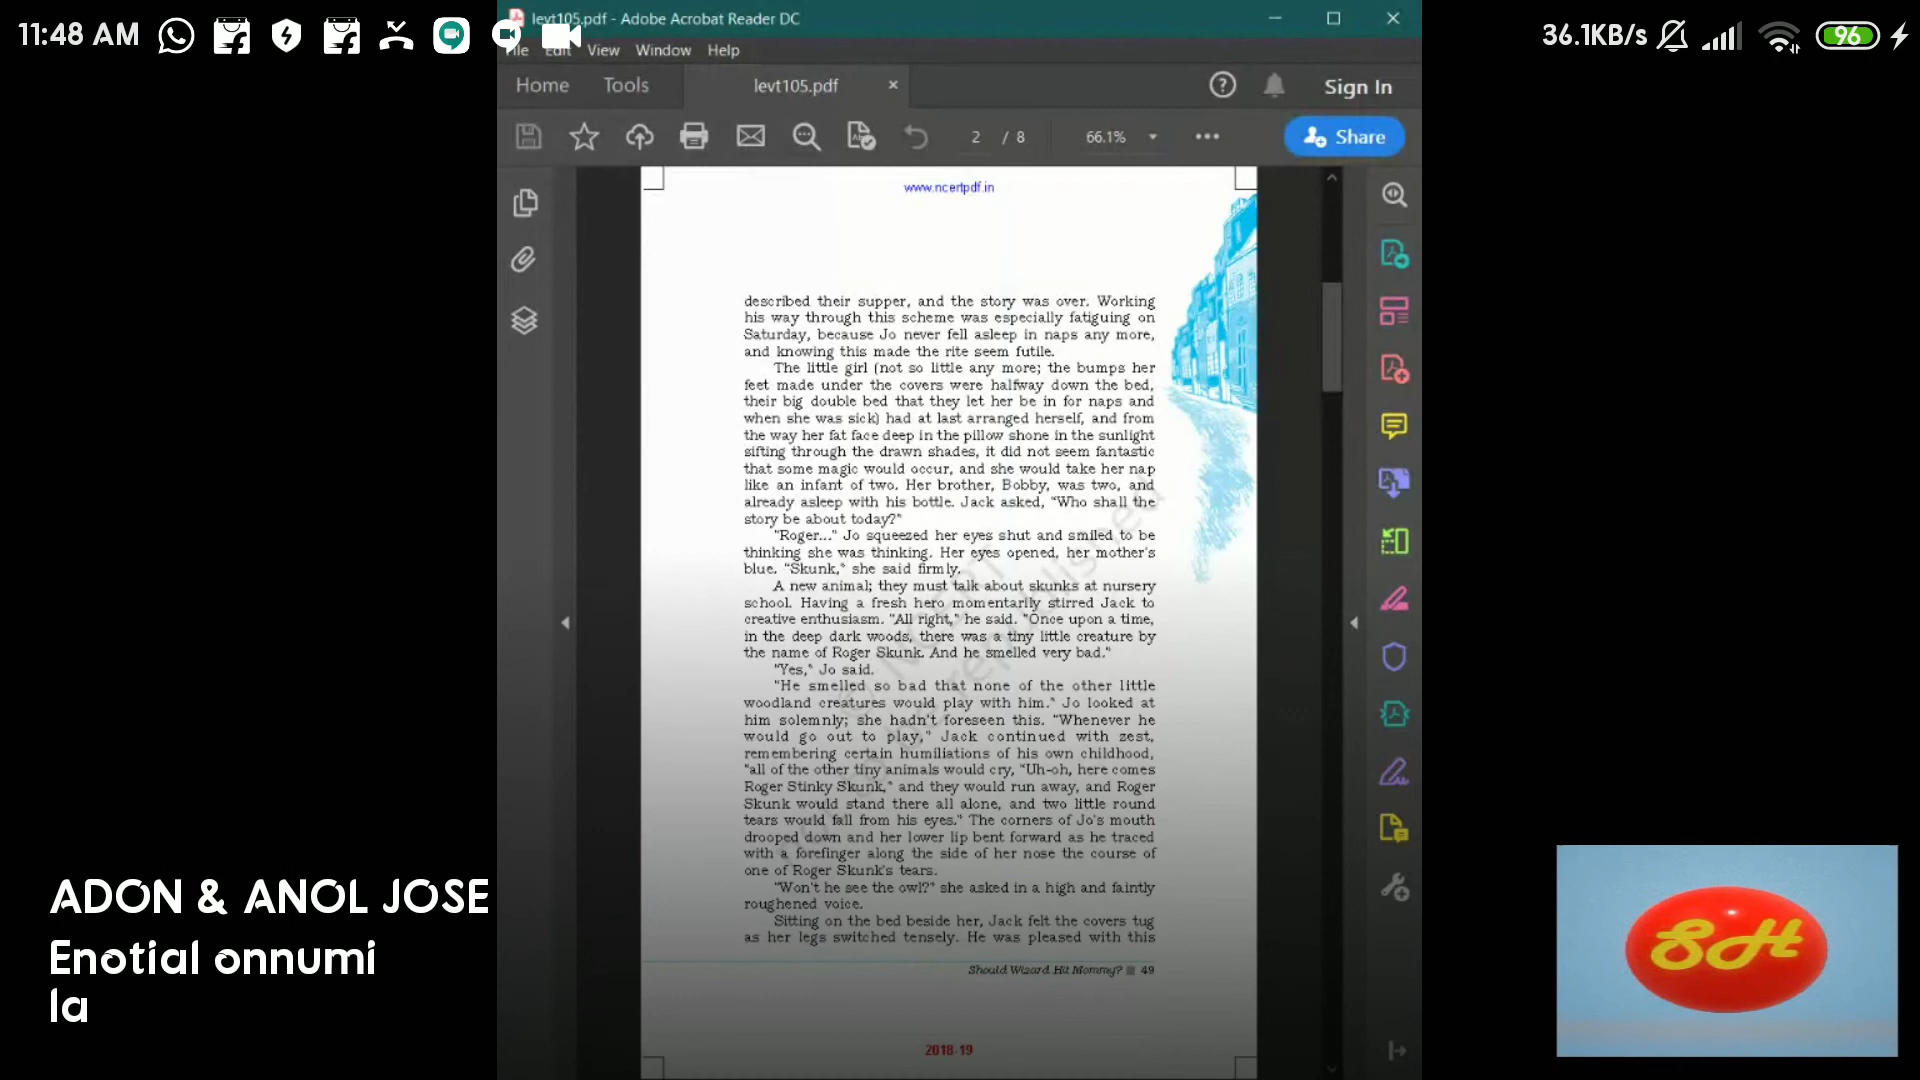 11:48 AM
36.1KB/s
96
levt105.pdf - Adobe Acrobat Reader DC
File Edit View Window Help
Home Tools levt105.pdf Sign In
2 / 8 66.1% Share
www.ncertpdf.in
described their supper, and the story was over. Working
his way through this scheme was especially fatiguing on
Saturday, because Jo never fell asleep in naps any more,
and knowing this made the rite seem futile.
The little girl (not so little any more; the bumps her
feet made under the covers were halfway down the bed,
their big double bed that they let her be in for naps and
when she was sick) had at last arranged herself, and from
the way her fat face deep in the pillow shone in the sunlight
sifting through the drawn shades, it did not seem fantastic
that some magic would occur, and she would take her nap
like an infant of two. Her brother, Bobby, was two, and
already asleep with his bottle. Jack asked, "Who shall the
story be about today?"
"Roger..." Jo squeezed her eyes shut and smiled to be
thinking she was thinking. Her eyes opened, her mother's
blue. "Skunk," she said firmly.
A new animal; they must talk about skunks at nursery
school. Having a fresh hero momentarily stirred Jack to
creative enthusiasm. "All right," he said. "Once upon a time,
in the deep dark woods, there was a tiny little creature by
the name of Roger Skunk. And he smelled very bad."
"Yes," Jo said.
"He smelled so bad that none of the other little
woodland creatures would play with him." Jo looked at
him solemnly; she hadn't foreseen this. "Whenever he
would go out to play," Jack continued with zest,
remembering certain humiliations of his own childhood,
"all of the other tiny animals would cry, "Uh-oh, here comes
Roger Stinky Skunk," and they would run away, and Roger
Skunk would stand there all alone, and two little round
tears would fall from his eyes." The corners of Jo's mouth
drooped down and her lower lip bent forward as he traced
with a forefinger along the side of her nose the course of
one of Roger Skunk's tears.
"Won't he see the owl?" she asked in a high and faintly
roughened voice.
Sitting on the bed beside her, Jack felt the covers tug
as her legs switched tensely. He was pleased with this
Should Wizard Hit Mommy? 49
2018-19
© NCERT
republished
ADON & ANOL JOSE
Enotial onnumi
la
SH